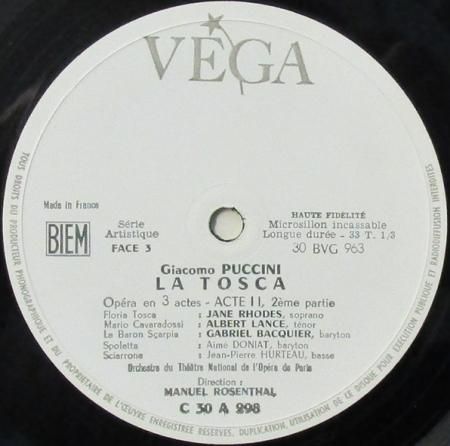 VEGA
Made in France
BIEM
Série
Artistique
FACE 3
HAUTE FIDÉLITÉ
Microsillon incassable
Longue durée - 33 T. 1/3
30 BVG 963
Giacomo PUCCINI
LA TOSCA
Opéra en 3 actes - ACTE II, 2ème partie
Floria Tosca : JANE RHODES, soprano
Mario Cavaradossi : ALBERT LANCE, ténor
Le Baron Scarpia : GABRIEL BACQUIER, baryton
Spoletta : Aimé DONIAT, baryton
Sciarrone : Jean-Pierre HURTEAU, basse
Orchestre du Théâtre National de l'Opéra de Paris
Direction :
MANUEL ROSENTHAL
C 30 A 298
TOUS DROITS DU PRODUCTEUR PHONOGRAPHIQUE ET DU PROPRIETAIRE DE L'ŒUVRE ENREGISTREE RESERVES. DUPLICATION, UTILISATION DE CE DISQUE POUR EXECUTION PUBLIQUE ET RADIODIFFUSION INTERDITES